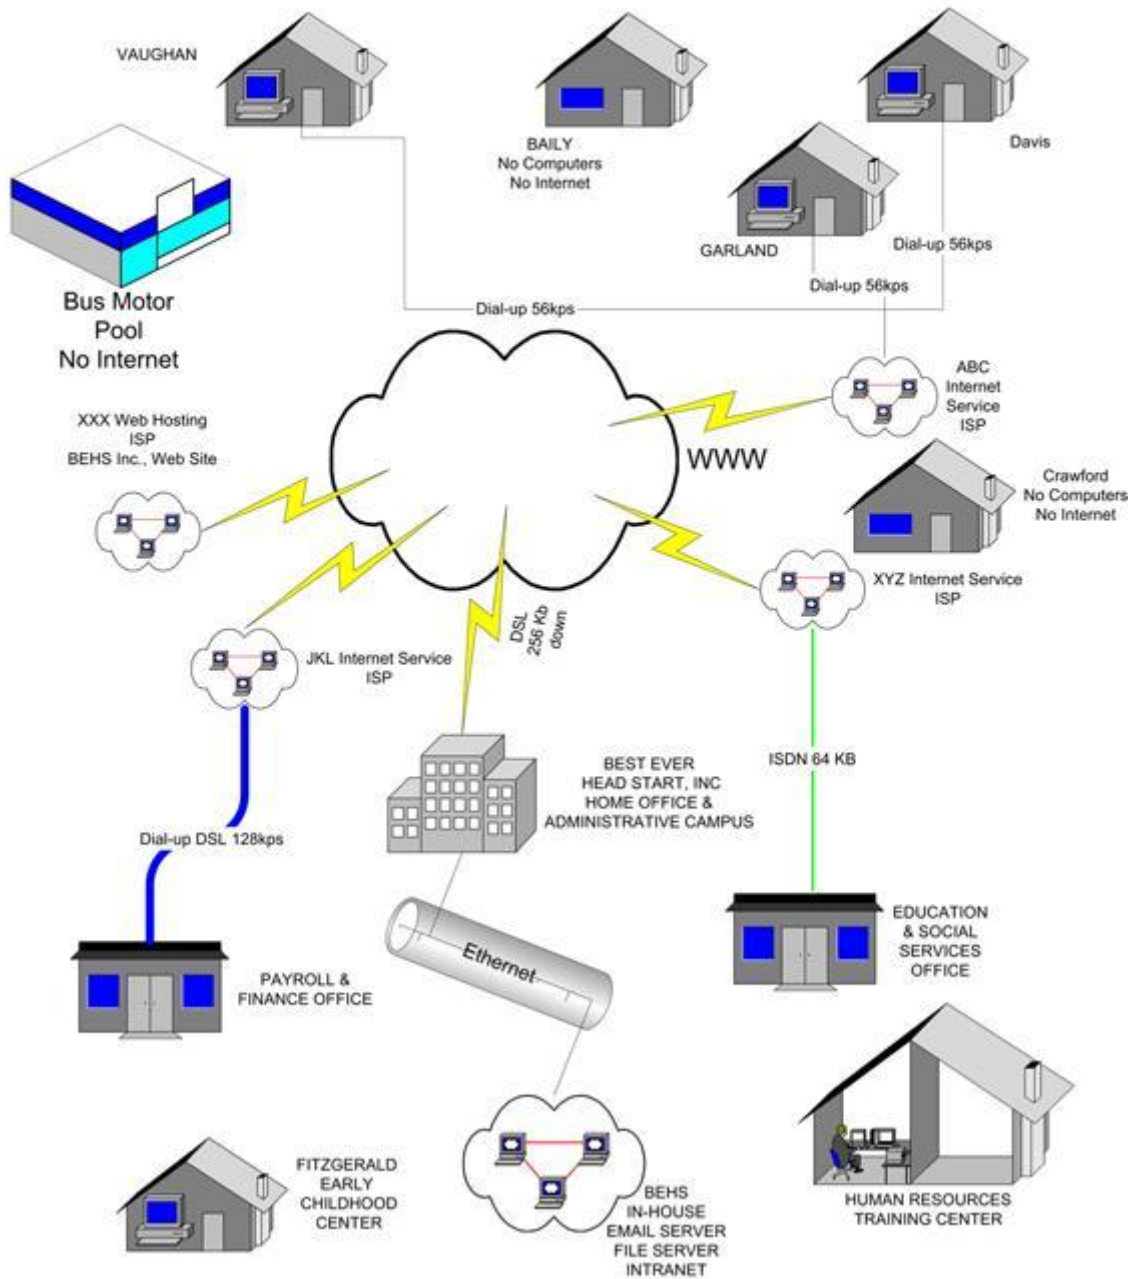 VAUGHAN
BAILY
No Computers
No Internet
Davis
GARLAND
Dial-up 56kps
Dial-up 56kps
Dial-up 56kps
Bus Motor
Pool
No Internet
ABC
Internet
Service
ISP
XXX Web Hosting
ISP
BEHS Inc., Web Site
WWW
Crawford
No Computers
No Internet
XYZ Internet Service
ISP
DSL
256 Kb
down
JKL Internet Service
ISP
ISDN 64 KB
BEST EVER
HEAD START, INC
HOME OFFICE &
ADMINISTRATIVE CAMPUS
Dial-up DSL 128kps
EDUCATION
& SOCIAL
SERVICES
OFFICE
Ethernet
PAYROLL &
FINANCE OFFICE
FITZGERALD
EARLY
CHILDHOOD
CENTER
BEHS
IN-HOUSE
EMAIL SERVER
FILE SERVER
INTRANET
HUMAN RESOURCES
TRAINING CENTER